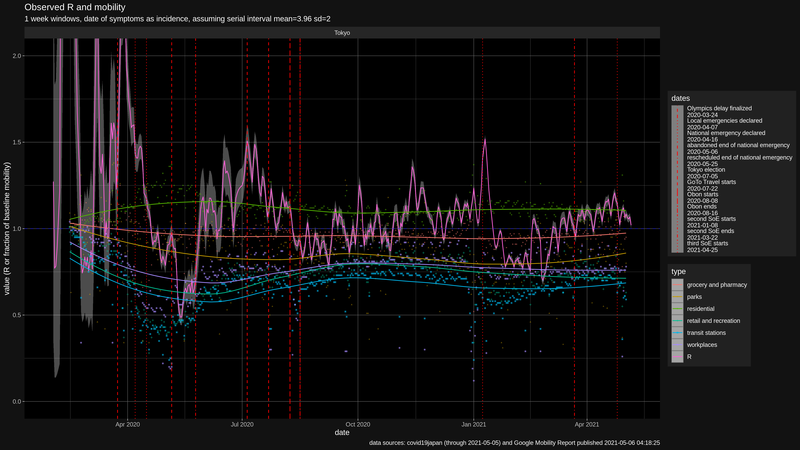 Observed R and mobility
1 week windows, date of symptoms as incidence, assuming serial interval mean=3.96 sd=2
Tokyo
2.0
1.5
1.0
0.5
0.0
value (R or fraction of baseline mobility)
Apr 2020
Jul 2020
Oct 2020
Jan 2021
Apr 2021
date
dates
Olympics delay finalized
2020-03-24
Local emergencies declared
2020-04-07
National emergency declared
2020-04-16
abandoned end of national emergency
2020-05-06
rescheduled end of national emergency
2020-05-25
Tokyo election
2020-07-05
GoTo Travel starts
2020-07-22
Obon starts
2020-08-08
Obon ends
2020-08-16
second SoE starts
2021-01-08
second SoE ends
2021-03-22
third SoE starts
2021-04-25
type
grocery and pharmacy
parks
residential
retail and recreation
transit stations
workplaces
R
data sources: covid19japan (through 2021-05-05) and Google Mobility Report published 2021-05-06 04:18:25